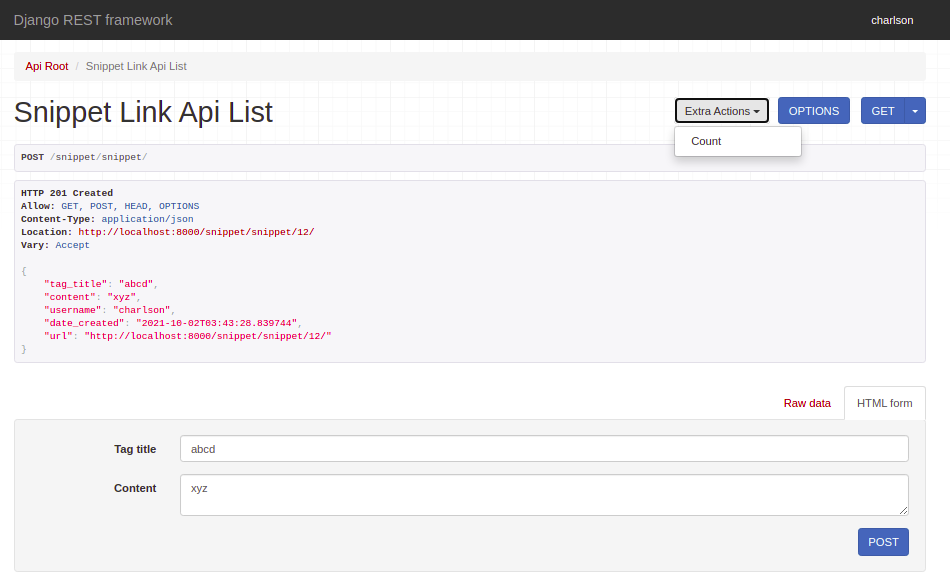 Django REST framework charlson
Api Root / Snippet Link Api List
Snippet Link Api List Extra Actions OPTIONS GET
Count
POST /snippet/snippet/
HTTP 201 Created
Allow: GET, POST, HEAD, OPTIONS
Content-Type: application/json
Location: http://localhost:8000/snippet/snippet/12/
Vary: Accept
{
    "tag_title": "abcd",
    "content": "xyz",
    "username": "charlson",
    "date_created": "2021-10-02T03:43:28.839744",
    "url": "http://localhost:8000/snippet/snippet/12/"
}
Raw data HTML form
Tag title abcd
Content xyz
POST